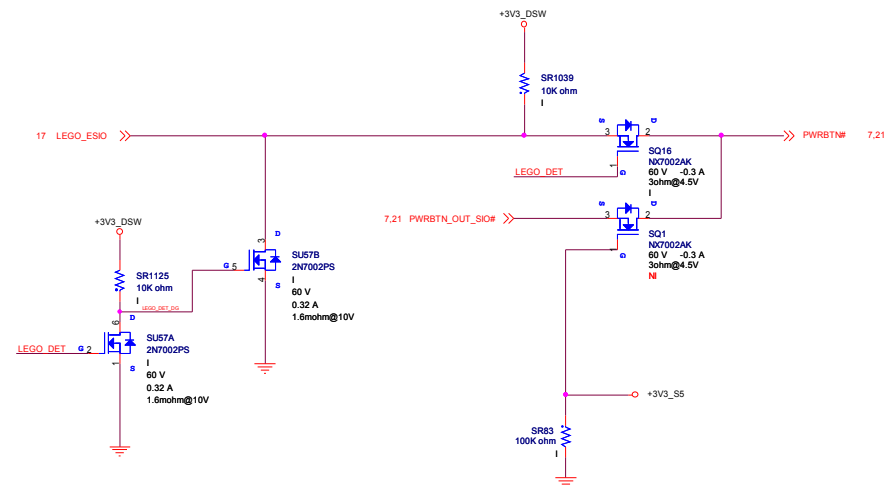 +3V3_DSW
SR1039
10K ohm
I
17 LEGO_ESIO
S
D
3
2
PWRBTN# 7,21
1
G
SQ16
NX7002AK
60 V -0.3 A
3ohm@4.5V
I
LEGO_DET
7,21 PWRBTN_OUT_SIO#
S
D
3
2
1
G
SQ1
NX7002AK
60 V -0.3 A
3ohm@4.5V
NI
+3V3_DSW
SR1125
10K ohm
I
LEGO_DET_DG
D
3
G 5
4
S
SU57B
2N7002PS
I
60 V
0.32 A
1.6mohm@10V
6
D
LEGO_DET
G 2
1
S
SU57A
2N7002PS
I
60 V
0.32 A
1.6mohm@10V
+3V3_S5
SR83
100K ohm
I